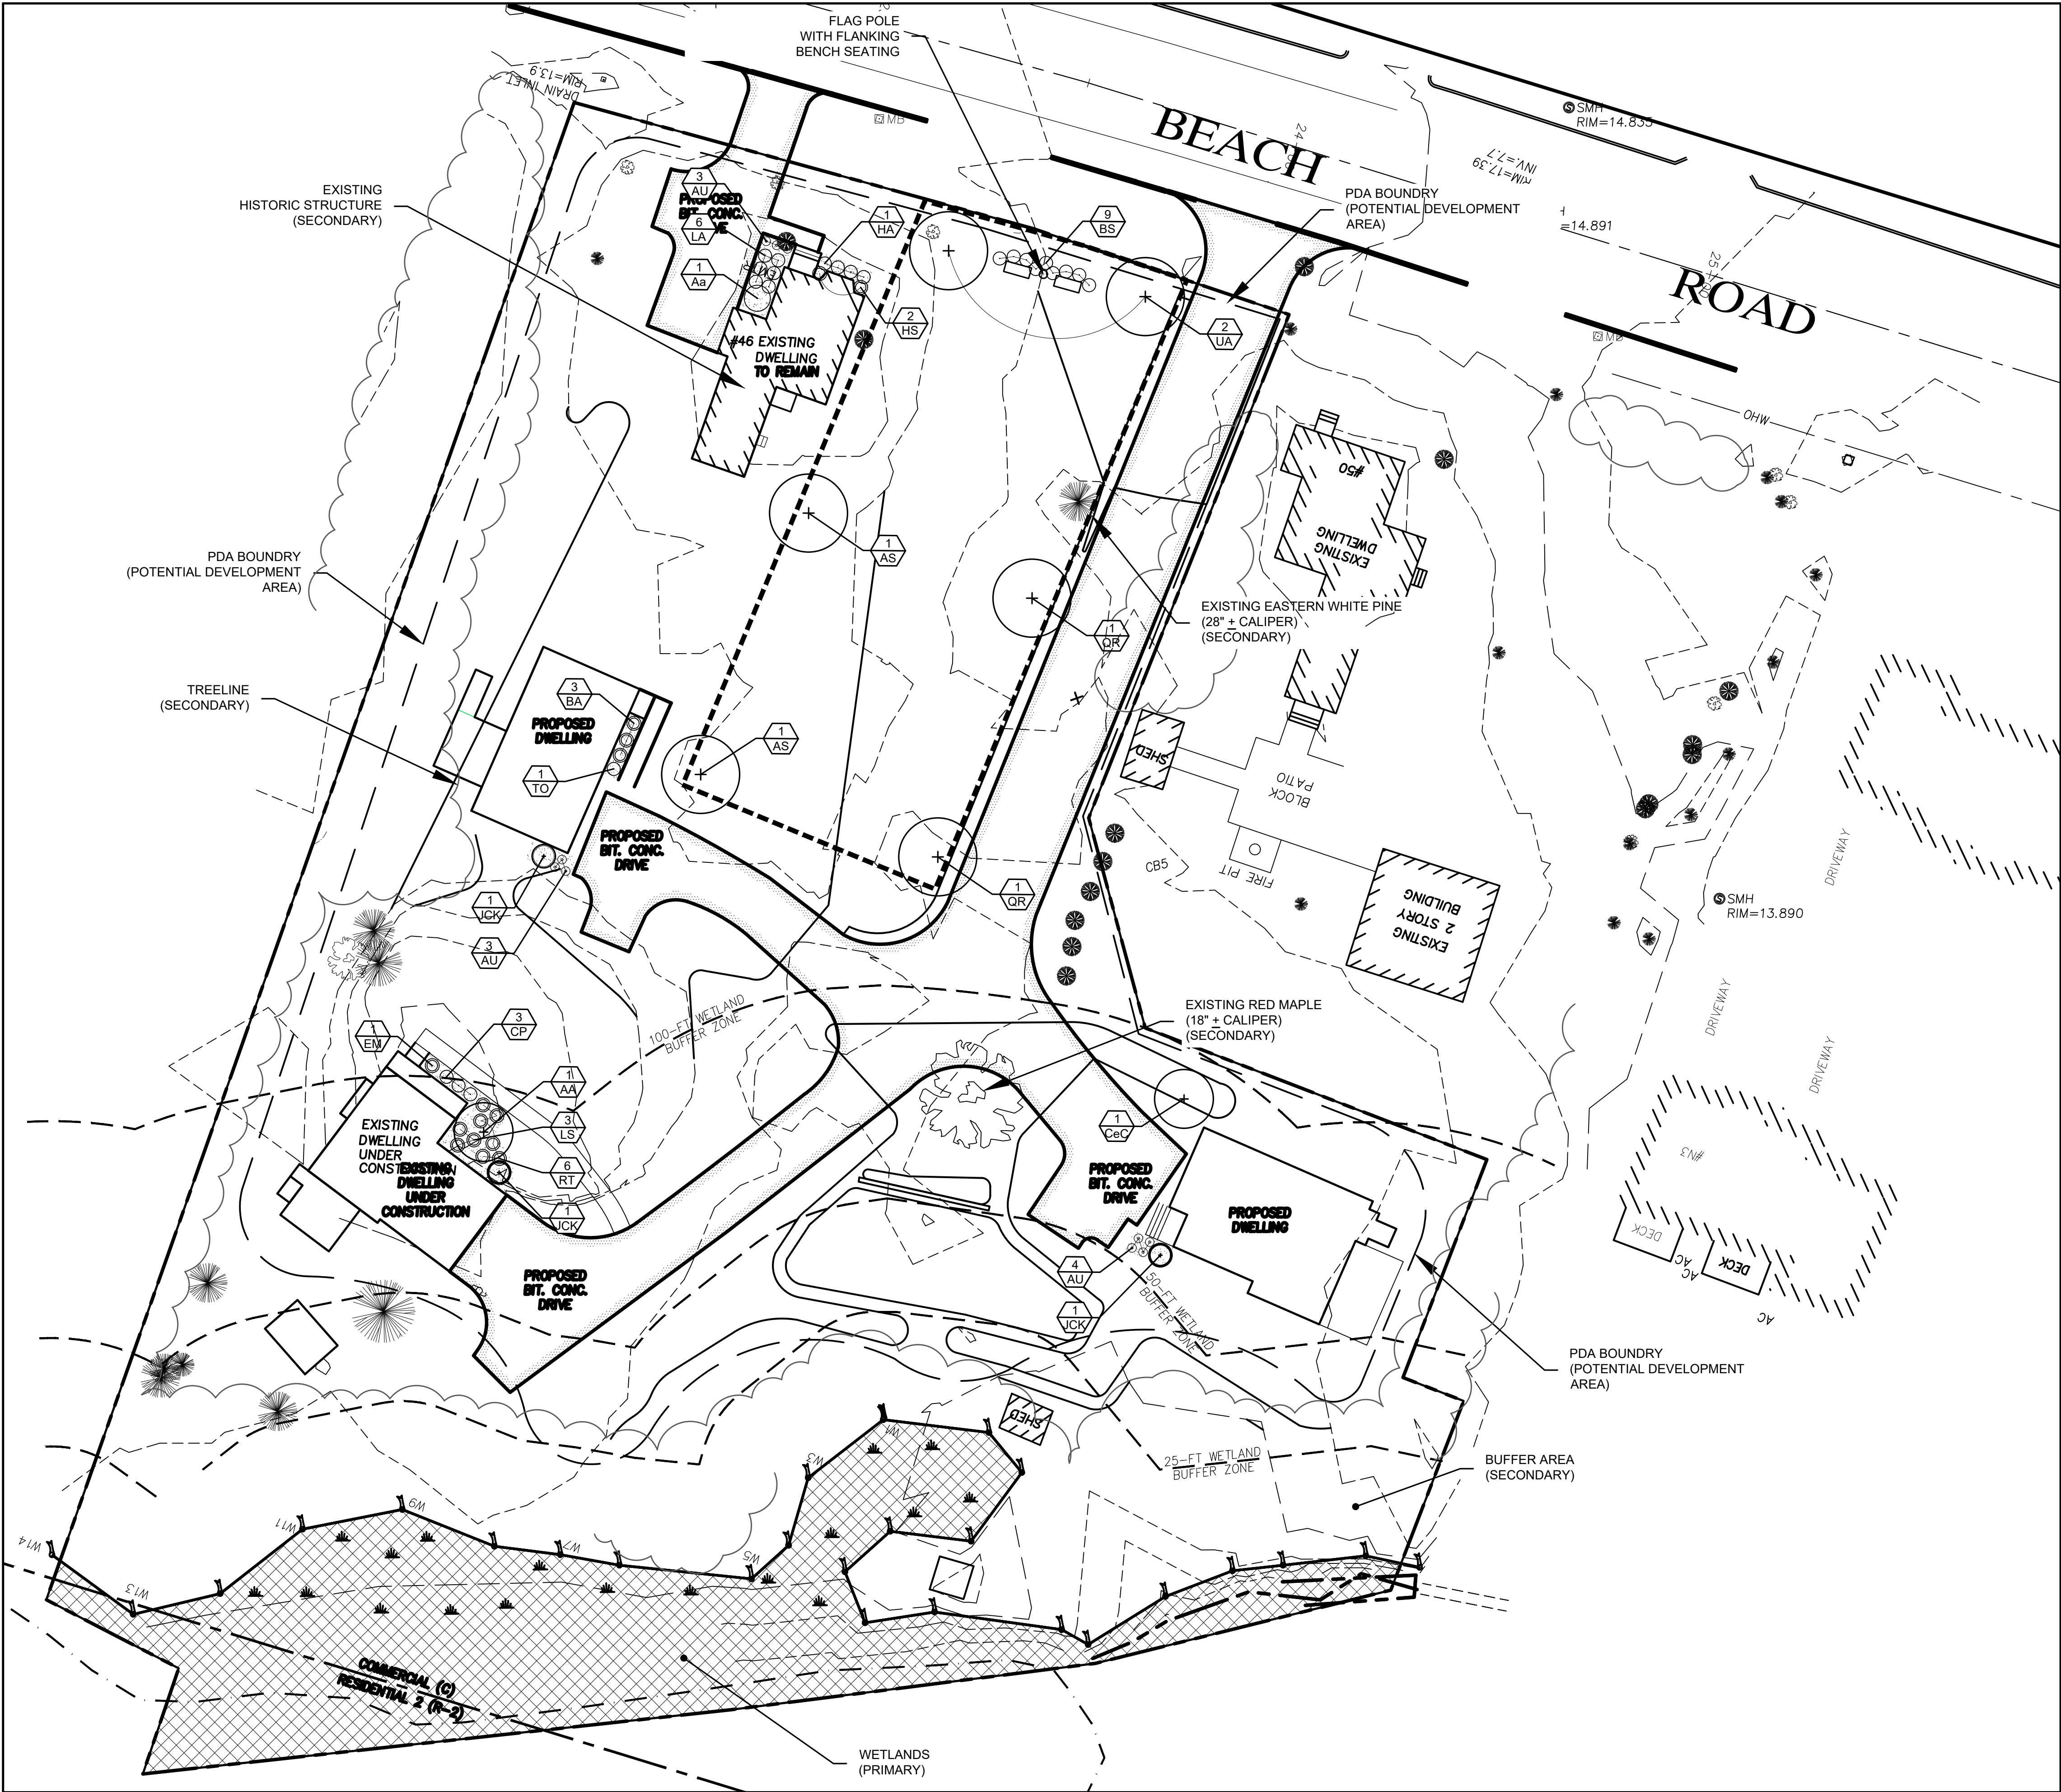 FLAG POLE
WITH FLANKING
BENCH SEATING
DRAIN INLET
RIM=13.9
MB
BEACH
ROAD
SMH
RIM=14.835
RIM=17.39
INV.=7.7
=14.891
EXISTING
HISTORIC STRUCTURE
(SECONDARY)
PDA BOUNDRY
(POTENTIAL DEVELOPMENT
AREA)
3
AU
PROPOSED
BIT. CONC.
6
LA
1
Aa
1
HA
2
HS
9
BS
2
UA
#46 EXISTING
DWELLING
TO REMAIN
MB
OHW
#50
EXISTING
DWELLING
PDA BOUNDRY
(POTENTIAL DEVELOPMENT
AREA)
1
AS
EXISTING EASTERN WHITE PINE
(28" ± CALIPER)
(SECONDARY)
1
QR
TREELINE
(SECONDARY)
3
BA
PROPOSED
DWELLING
1
TO
1
AS
SHED
BLOCK
PATIO
FIRE PIT
CB5
PROPOSED
BIT. CONC.
DRIVE
1
QR
1
JCK
3
AU
EXISTING
2 STORY
BUILDING
DRIVEWAY
SMH
RIM=13.890
DRIVEWAY
DRIVEWAY
100-FT WETLAND
BUFFER ZONE
EXISTING RED MAPLE
(18" ± CALIPER)
(SECONDARY)
1
EM
3
CP
1
AA
3
LS
6
RT
1
JCK
EXISTING
DWELLING
UNDER
EXISTING
DWELLING
UNDER
CONSTRUCTION
1
CeC
PROPOSED
BIT. CONC.
DRIVE
PROPOSED
DWELLING
#N3
DECK
AC
AC
DECK
AC
PROPOSED
BIT. CONC.
DRIVE
4
AU
1
JCK
50-FT WETLAND
BUFFER ZONE
PDA BOUNDRY
(POTENTIAL DEVELOPMENT
AREA)
SHED
25-FT WETLAND
BUFFER ZONE
BUFFER AREA
(SECONDARY)
W1
W3
W5
W7
W9
W11
W13
W14
COMMERCIAL (C)
RESIDENTIAL 2 (R-2)
WETLANDS
(PRIMARY)